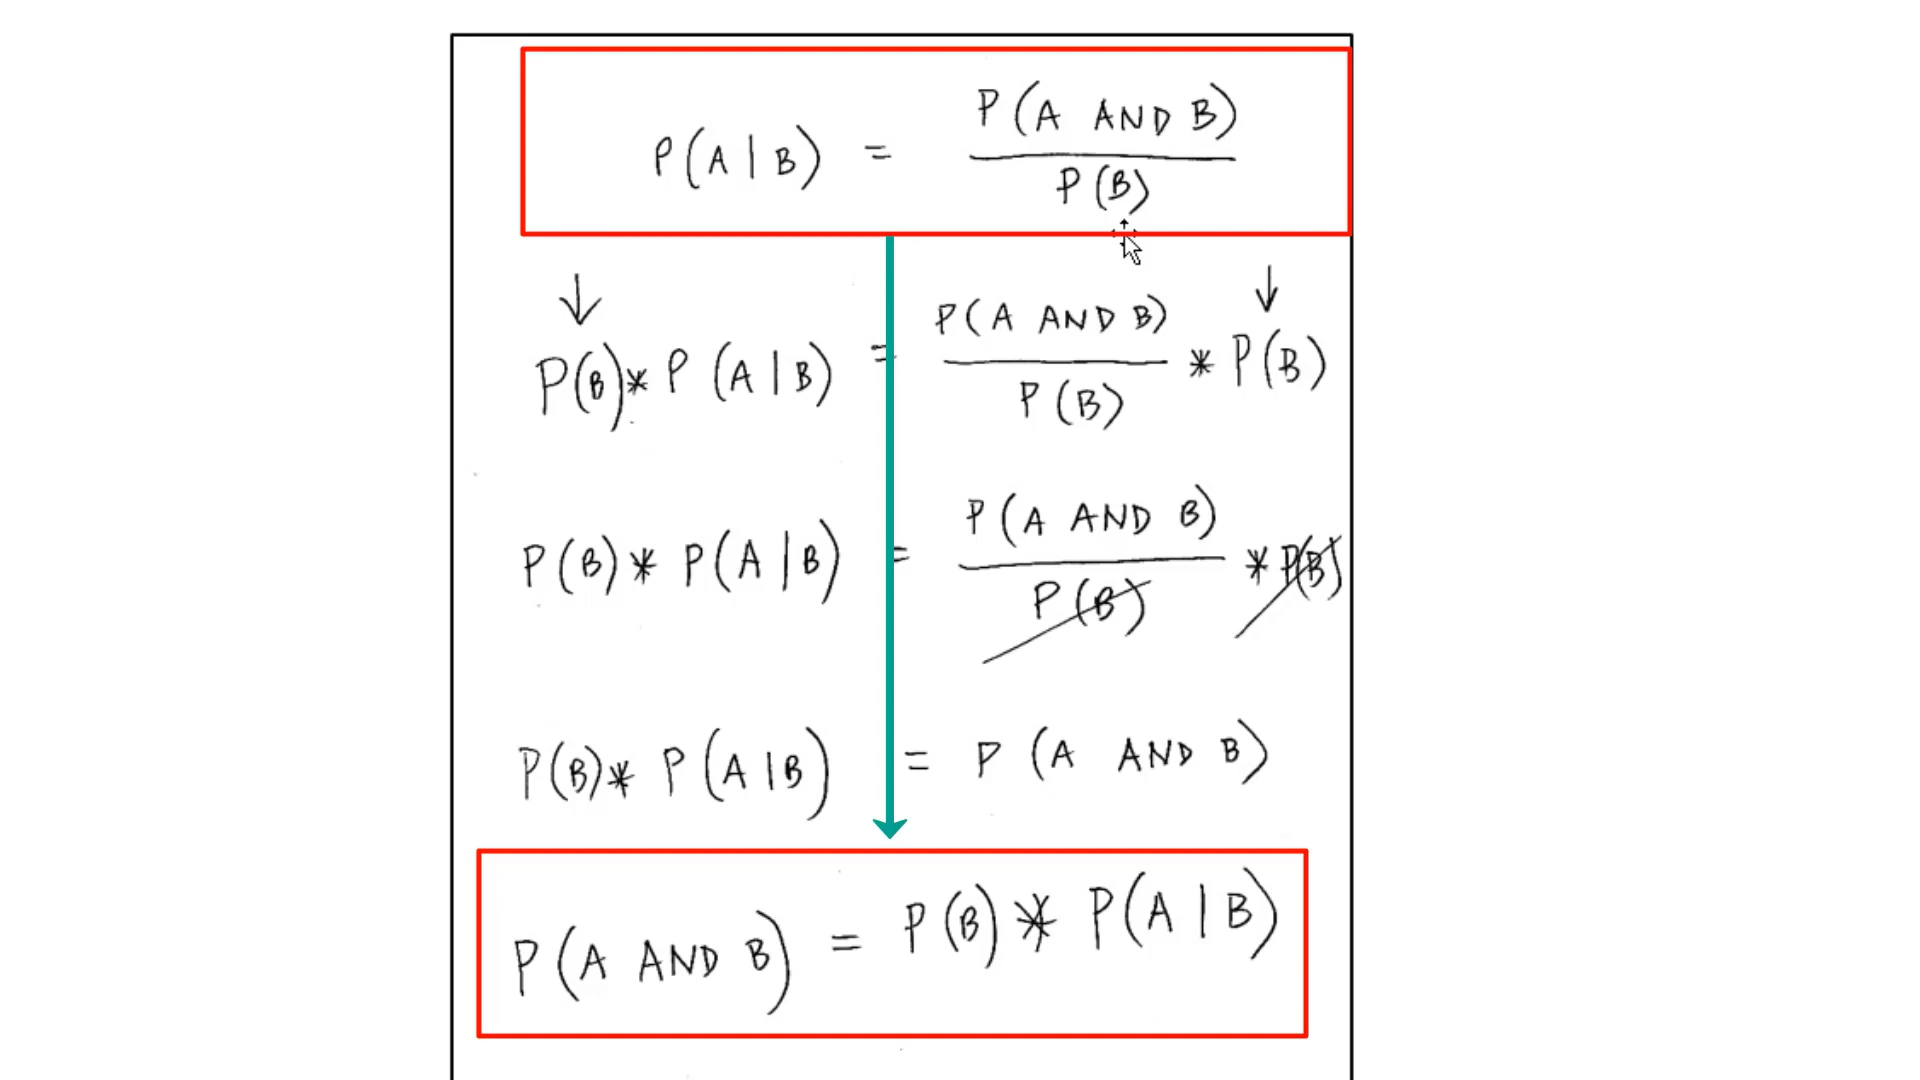 P(A|B) = P(A AND B) / P(B)
P(B)* P(A|B) = P(A AND B) / P(B) * P(B)
P(B)* P(A|B) = P(A AND B) / P(B) * P(B)
P(B)* P(A|B) = P(A AND B)
P(A AND B) = P(B)* P(A|B)